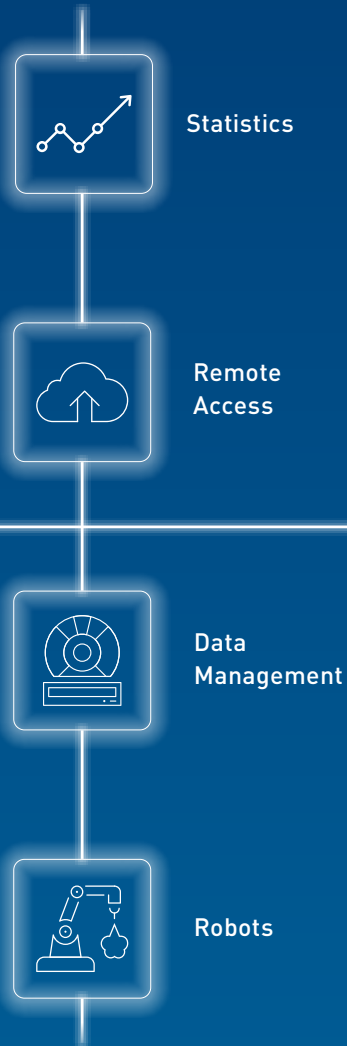 Statistics
Remote
Access
Data
Management
Robots